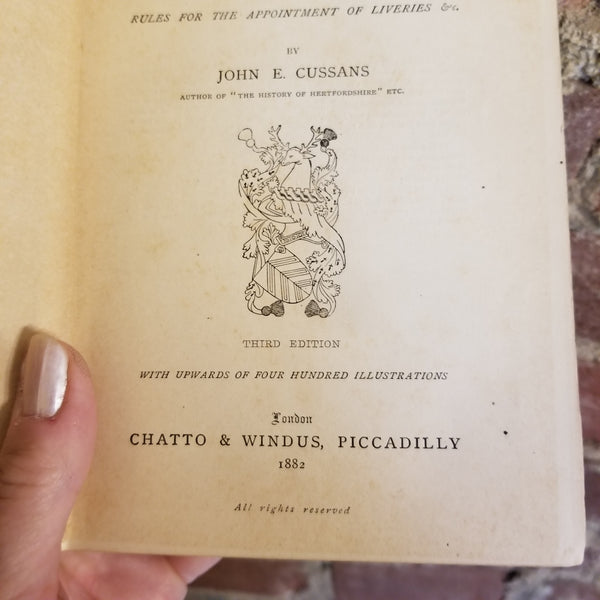 RULES FOR THE APPOINTMENT OF LIVERIES &c.
BY
JOHN E. CUSSANS
AUTHOR OF "THE HISTORY OF HERTFORDSHIRE" ETC.
THIRD EDITION
WITH UPWARDS OF FOUR HUNDRED ILLUSTRATIONS
London
CHATTO & WINDUS, PICCADILLY
1882
All rights reserved